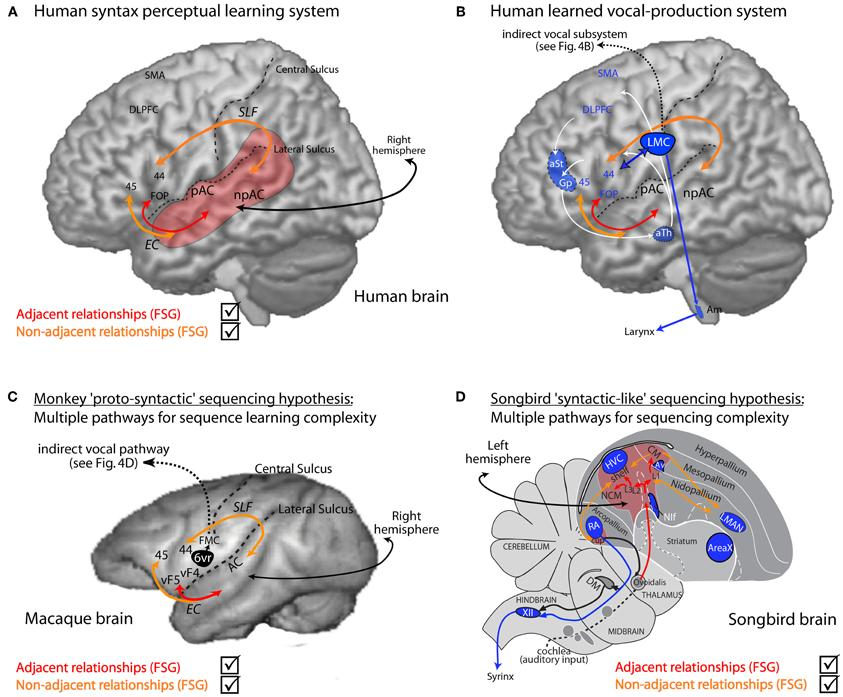 A Human syntax perceptual learning system
SMA
Central Sulcus
DLPFC
SLF
Lateral Sulcus
Right
hemisphere
44
45
FOP
pAC
npAC
EC
Human brain
Adjacent relationships (FSG)
Non-adjacent relationships (FSG)
B Human learned vocal-production system
indirect vocal subsystem
(see Fig. 4B)
SMA
DLPFC
LMC
aSt
Gp
45
44
FOP
pAC
npAC
aTh
Am
Larynx
C Monkey 'proto-syntactic' sequencing hypothesis:
Multiple pathways for sequence learning complexity
indirect vocal pathway
(see Fig. 4D)
Central Sulcus
SLF
Lateral Sulcus
Right
hemisphere
FMC
44
45
6vr
AC
vF4
vF5
EC
Macaque brain
Adjacent relationships (FSG)
Non-adjacent relationships (FSG)
D Songbird 'syntactic-like' sequencing hypothesis:
Multiple pathways for sequencing complexity
Left
hemisphere
HVC
shell
CM
AV
L1
L3
L2
NCM
Hyperpallium
Mesopallium
Nidopallium
Arcopallium
RA
cup
NIf
LMAN
Striatum
AreaX
CEREBELLUM
DM
Ovoidalis
THALAMUS
HINDBRAIN
XII
MIDBRAIN
cochlea
(auditory input)
Syrinx
Songbird brain
Adjacent relationships (FSG)
Non-adjacent relationships (FSG)